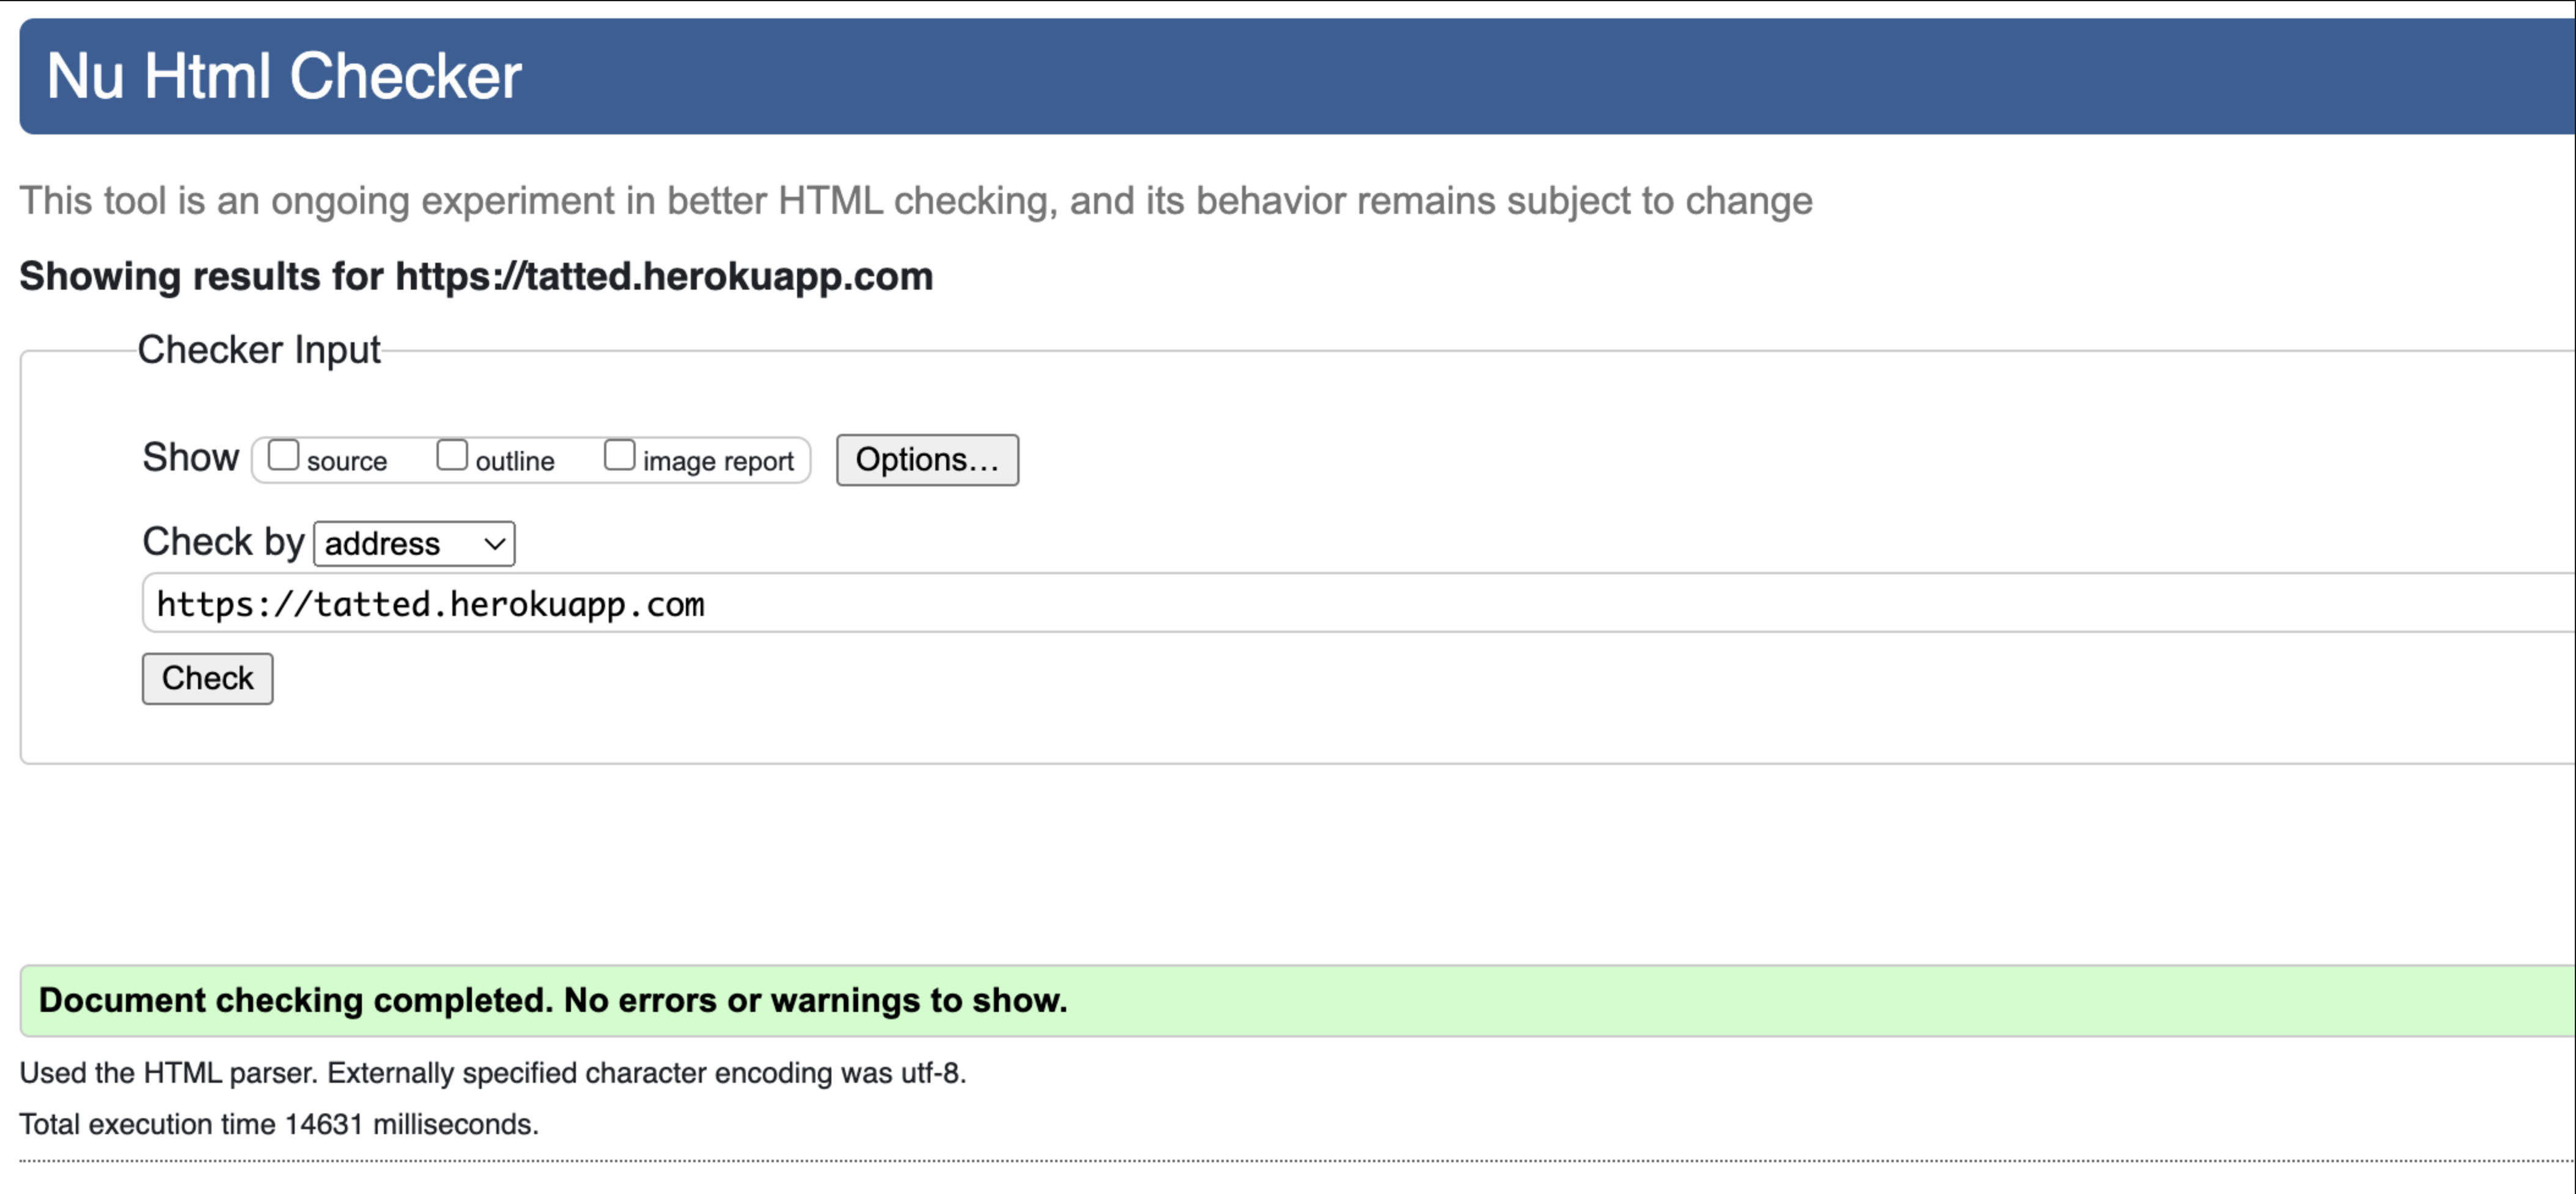 Nu Html Checker
This tool is an ongoing experiment in better HTML checking, and its behavior remains subject to change
Showing results for https://tatted.herokuapp.com
Checker Input
Show source outline image report Options...
Check by address
https://tatted.herokuapp.com
Check
Document checking completed. No errors or warnings to show.
Used the HTML parser. Externally specified character encoding was utf-8.
Total execution time 14631 milliseconds.